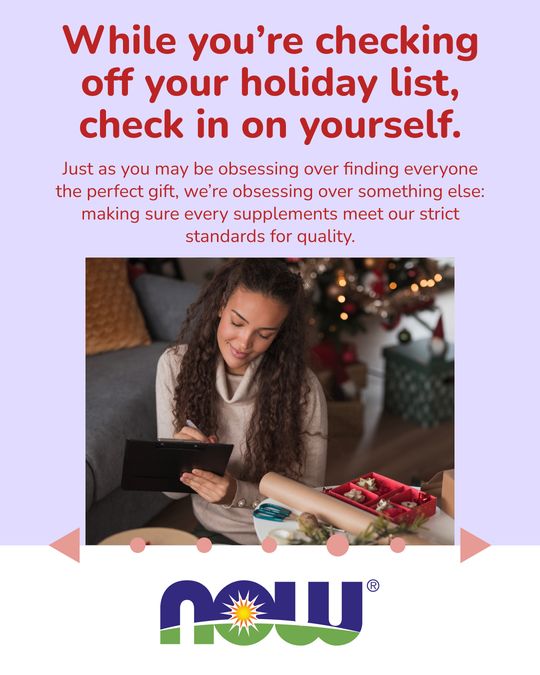 While you're checking
off your holiday list,
check in on yourself.
Just as you may be obsessing over finding everyone
the perfect gift, we're obsessing over something else:
making sure every supplements meet our strict
standards for quality.
now®